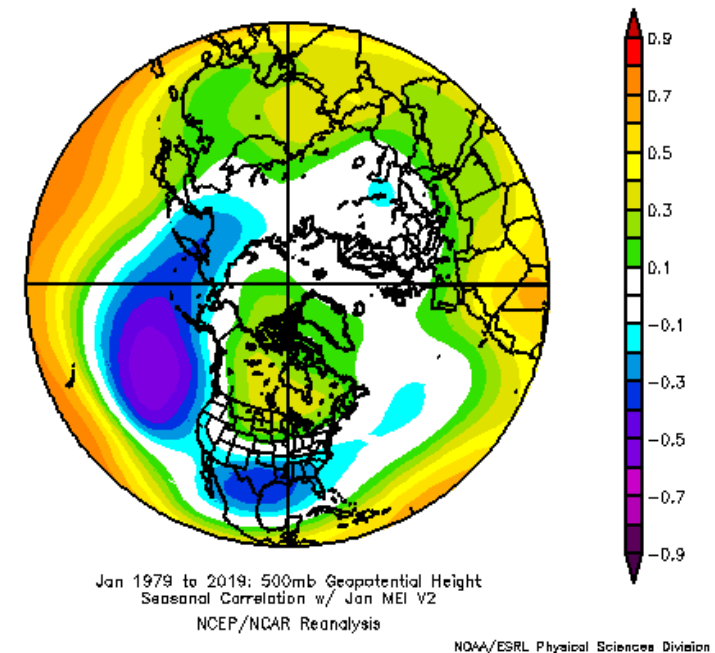 0.9
0.7
0.5
0.3
0.1
-0.1
-0.3
-0.5
-0.7
-0.9
Jan 1979 to 2019: 500mb Geopotential Height
Seasonal Correlation w/ Jan MEI V2
NCEP/NCAR Reanalysis
NOAA/ESRL Physical Sciences Division